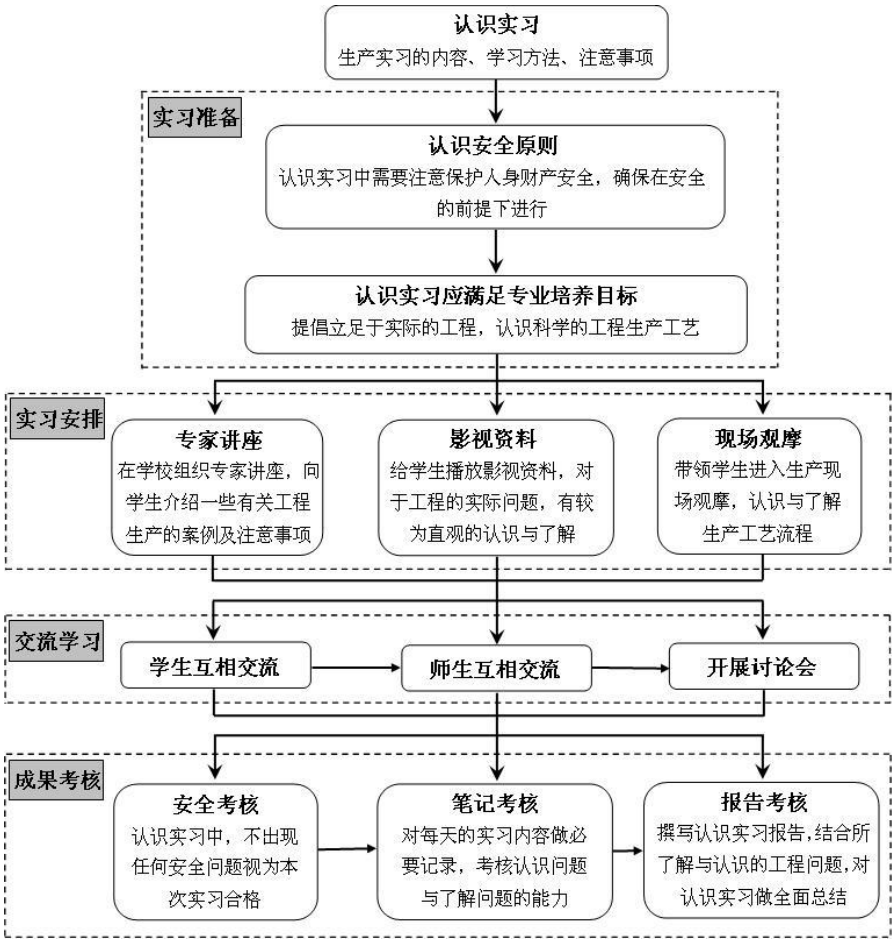 认识实习
生产实习的内容、学习方法、注意事项
实习准备
认识安全原则
认识实习中需要注意保护人身财产安全，确保在安全
的前提下进行
认识实习应满足专业培养目标
提倡立足于实际的工程，认识科学的工程生产工艺
实习安排
专家讲座
在学校组织专家讲座，向
学生介绍一些有关工程
生产的案例及注意事项
影视资料
给学生播放影视资料，对
于工程的实际问题，有较
为直观的认识与了解
现场观摩
带领学生进入生产现
场观摩，认识与了解
生产工艺流程
交流学习
学生互相交流
师生互相交流
开展讨论会
成果考核
安全考核
认识实习中，不出现
任何安全问题视为本
次实习合格
笔记考核
对每天的实习内容做必
要记录，考核认识问题
与了解问题的能力
报告考核
撰写认识实习报告,结合所
了解与认识的工程问题,对
认识实习做全面总结